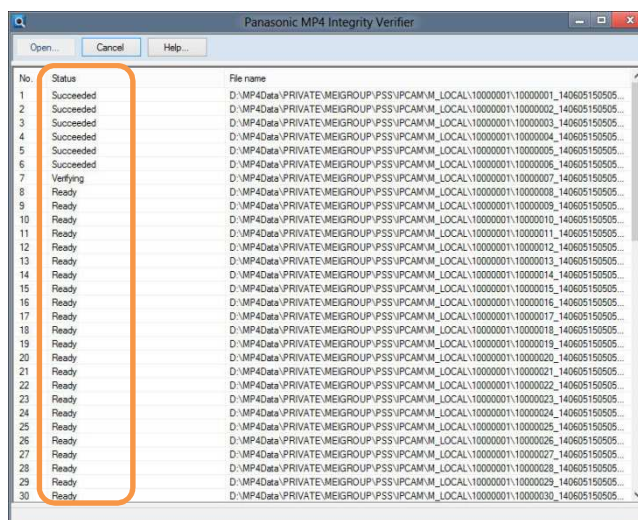 Panasonic MP4 Integrity Verifier
Open... Cancel Help...
No. Status File name
1 Succeeded D:\MP4Data\PRIVATE\MEIGROUP\PSS\IPCAM\M_LOCAL\10000001\10000001_140605150505...
2 Succeeded D:\MP4Data\PRIVATE\MEIGROUP\PSS\IPCAM\M_LOCAL\10000001\10000002_140605150505...
3 Succeeded D:\MP4Data\PRIVATE\MEIGROUP\PSS\IPCAM\M_LOCAL\10000001\10000003_140605150505...
4 Succeeded D:\MP4Data\PRIVATE\MEIGROUP\PSS\IPCAM\M_LOCAL\10000001\10000004_140605150505...
5 Succeeded D:\MP4Data\PRIVATE\MEIGROUP\PSS\IPCAM\M_LOCAL\10000001\10000005_140605150505...
6 Succeeded D:\MP4Data\PRIVATE\MEIGROUP\PSS\IPCAM\M_LOCAL\10000001\10000006_140605150505...
7 Verifying D:\MP4Data\PRIVATE\MEIGROUP\PSS\IPCAM\M_LOCAL\10000001\10000007_140605150505...
8 Ready D:\MP4Data\PRIVATE\MEIGROUP\PSS\IPCAM\M_LOCAL\10000001\10000008_140605150505...
9 Ready D:\MP4Data\PRIVATE\MEIGROUP\PSS\IPCAM\M_LOCAL\10000001\10000009_140605150505...
10 Ready D:\MP4Data\PRIVATE\MEIGROUP\PSS\IPCAM\M_LOCAL\10000001\10000010_140605150505...
11 Ready D:\MP4Data\PRIVATE\MEIGROUP\PSS\IPCAM\M_LOCAL\10000001\10000011_140605150505...
12 Ready D:\MP4Data\PRIVATE\MEIGROUP\PSS\IPCAM\M_LOCAL\10000001\10000012_140605150505...
13 Ready D:\MP4Data\PRIVATE\MEIGROUP\PSS\IPCAM\M_LOCAL\10000001\10000013_140605150505...
14 Ready D:\MP4Data\PRIVATE\MEIGROUP\PSS\IPCAM\M_LOCAL\10000001\10000014_140605150505...
15 Ready D:\MP4Data\PRIVATE\MEIGROUP\PSS\IPCAM\M_LOCAL\10000001\10000015_140605150505...
16 Ready D:\MP4Data\PRIVATE\MEIGROUP\PSS\IPCAM\M_LOCAL\10000001\10000016_140605150505...
17 Ready D:\MP4Data\PRIVATE\MEIGROUP\PSS\IPCAM\M_LOCAL\10000001\10000017_140605150505...
18 Ready D:\MP4Data\PRIVATE\MEIGROUP\PSS\IPCAM\M_LOCAL\10000001\10000018_140605150505...
19 Ready D:\MP4Data\PRIVATE\MEIGROUP\PSS\IPCAM\M_LOCAL\10000001\10000019_140605150505...
20 Ready D:\MP4Data\PRIVATE\MEIGROUP\PSS\IPCAM\M_LOCAL\10000001\10000020_140605150505...
21 Ready D:\MP4Data\PRIVATE\MEIGROUP\PSS\IPCAM\M_LOCAL\10000001\10000021_140605150505...
22 Ready D:\MP4Data\PRIVATE\MEIGROUP\PSS\IPCAM\M_LOCAL\10000001\10000022_140605150505...
23 Ready D:\MP4Data\PRIVATE\MEIGROUP\PSS\IPCAM\M_LOCAL\10000001\10000023_140605150505...
24 Ready D:\MP4Data\PRIVATE\MEIGROUP\PSS\IPCAM\M_LOCAL\10000001\10000024_140605150505...
25 Ready D:\MP4Data\PRIVATE\MEIGROUP\PSS\IPCAM\M_LOCAL\10000001\10000025_140605150505...
26 Ready D:\MP4Data\PRIVATE\MEIGROUP\PSS\IPCAM\M_LOCAL\10000001\10000026_140605150505...
27 Ready D:\MP4Data\PRIVATE\MEIGROUP\PSS\IPCAM\M_LOCAL\10000001\10000027_140605150505...
28 Ready D:\MP4Data\PRIVATE\MEIGROUP\PSS\IPCAM\M_LOCAL\10000001\10000028_140605150505...
29 Ready D:\MP4Data\PRIVATE\MEIGROUP\PSS\IPCAM\M_LOCAL\10000001\10000029_140605150505...
30 Ready D:\MP4Data\PRIVATE\MEIGROUP\PSS\IPCAM\M_LOCAL\10000001\10000030_140605150505...